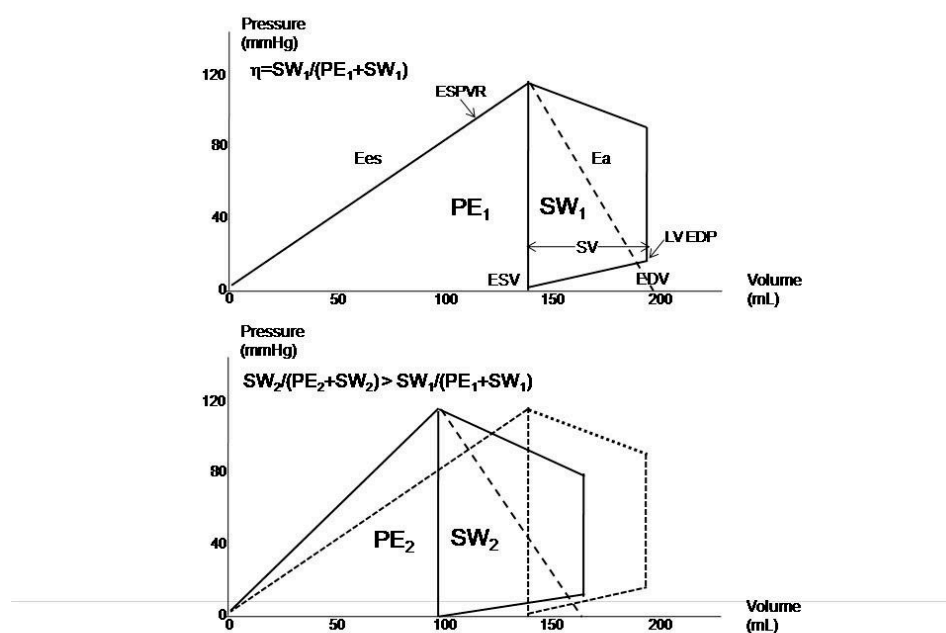 Pressure
(mmHg)
120
η=SW₁/(PE₁+SW₁)
ESPVR
80
Ees
Ea
PE₁
SW₁
40
SV
LVEDP
ESV
EDV
0
0
50
100
150
200
Volume
(mL)
Pressure
(mmHg)
SW₂/(PE₂+SW₂)> SW₁/(PE₁+SW₁)
120
80
PE₂
SW₂
40
0
0
50
100
150
200
Volume
(mL)